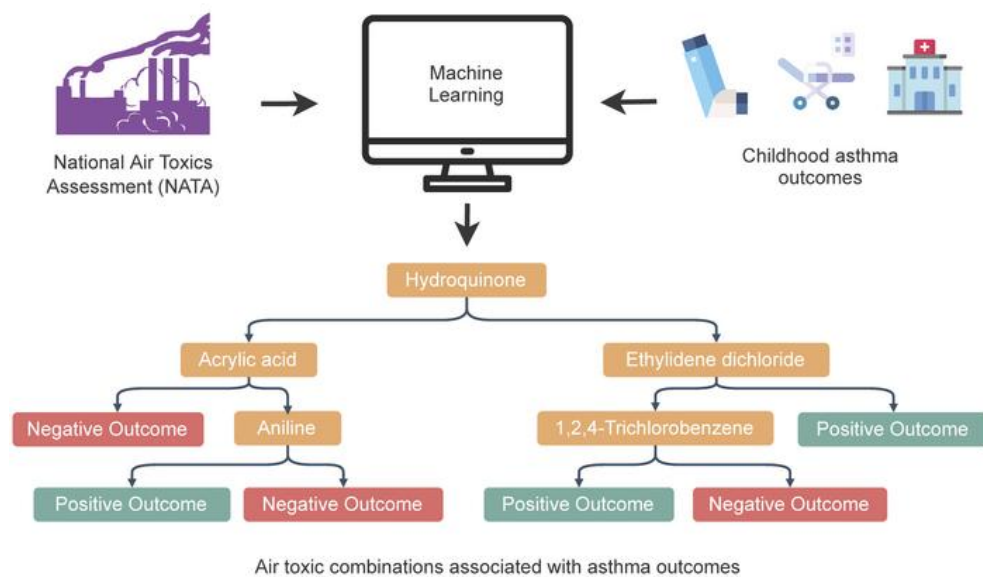 Machine
Learning
National Air Toxics
Assessment (NATA)
Childhood asthma
outcomes
Hydroquinone
Acrylic acid
Ethylidene dichloride
Negative Outcome
Aniline
1,2,4-Trichlorobenzene
Positive Outcome
Positive Outcome
Negative Outcome
Positive Outcome
Negative Outcome
Air toxic combinations associated with asthma outcomes